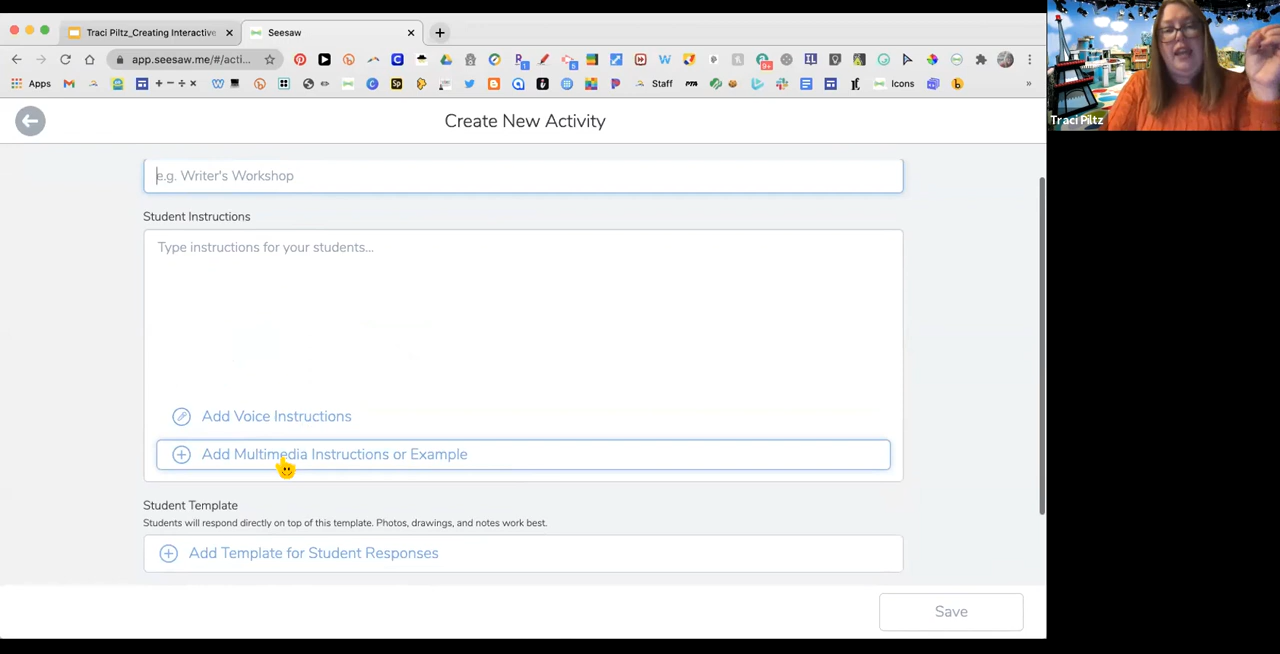 Traci Piltz_Creating Interactive
Seesaw
app.seesaw.me/#/acti...
Apps
Staff
Icons
Create New Activity
Traci Piltz
e.g. Writer's Workshop
Student Instructions
Type instructions for your students...
Add Voice Instructions
Add Multimedia Instructions or Example
Student Template
Students will respond directly on top of this template. Photos, drawings, and notes work best.
Add Template for Student Responses
Save